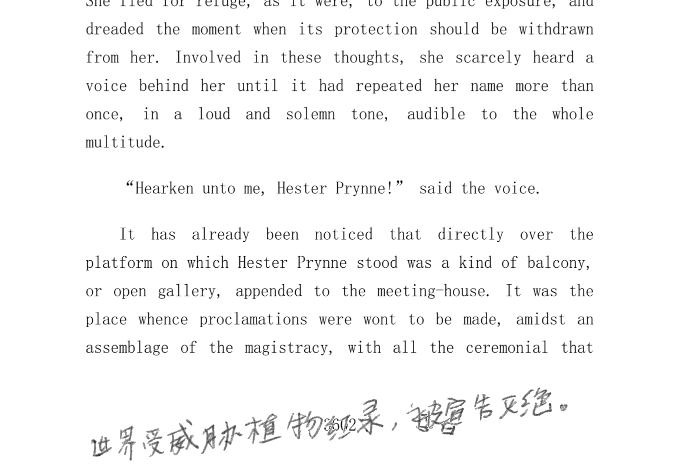 She fled for refuge, as it were, to the public exposure, and
dreaded the moment when its protection should be withdrawn
from her. Involved in these thoughts, she scarcely heard a
voice behind her until it had repeated her name more than
once, in a loud and solemn tone, audible to the whole
multitude.
“Hearken unto me, Hester Prynne!” said the voice.
It has already been noticed that directly over the
platform on which Hester Prynne stood was a kind of balcony,
or open gallery, appended to the meeting-house. It was the
place whence proclamations were wont to be made, amidst an
assemblage of the magistracy, with all the ceremonial that
世界受威胁植物红录，被宣告灭绝。
3602